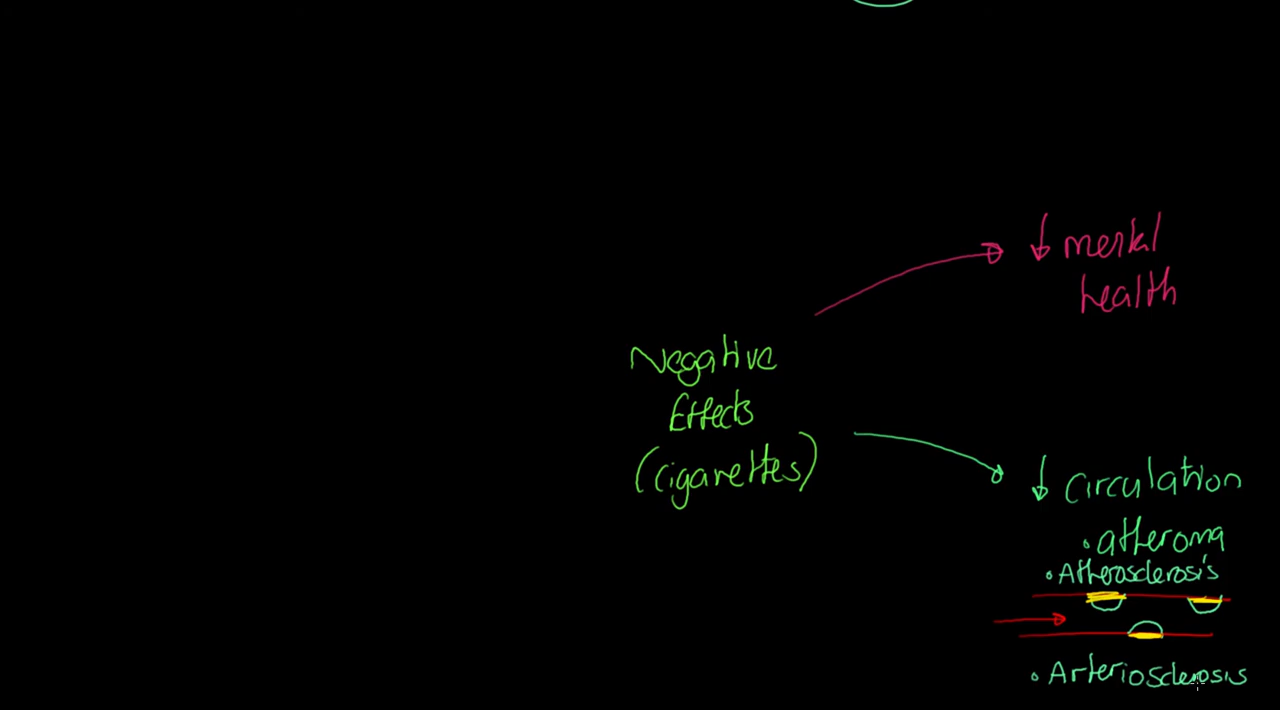 ↓ mental
health
Negative
Effects
(cigarettes)
↓ Circulation
• atheroma
• Atherosclerosis
• Arteriosclerosis